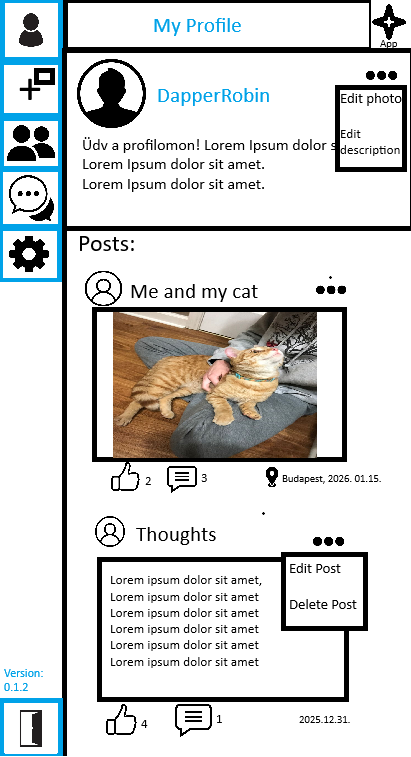 My Profile
App
DapperRobin
Edit photo
Edit
description
Üdv a profilomon! Lorem Ipsum dolor s
Lorem Ipsum dolor sit amet.
Lorem Ipsum dolor sit amet.
Posts:
Me and my cat
2
3
Budapest, 2026. 01.15.
Thoughts
Edit Post
Delete Post
Lorem ipsum dolor sit amet,
Lorem ipsum dolor sit amet
Lorem ipsum dolor sit amet
Lorem ipsum dolor sit amet
Lorem ipsum dolor sit amet
Lorem ipsum dolor sit amet
4
1
2025.12.31.
Version:
0.1.2